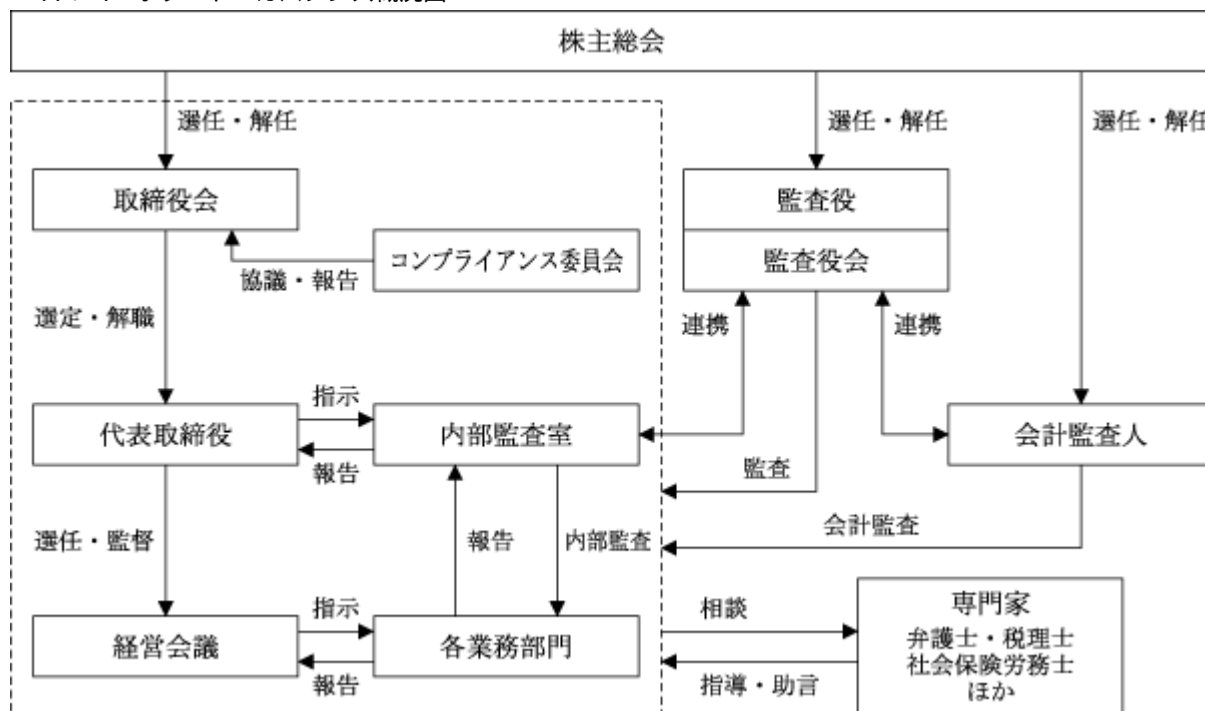 株主総会
選任・解任
選任・解任
選任・解任
取締役会
監査役
コンプライアンス委員会
監査役会
協議・報告
選定・解職
連携
連携
指示
代表取締役
内部監査室
会計監査人
報告
監査
選任・監督
報告
内部監査
会計監査
指示
相談
専門家
経営会議
各業務部門
弁護士・税理士
社会保険労務士
ほか
報告
指導・助言